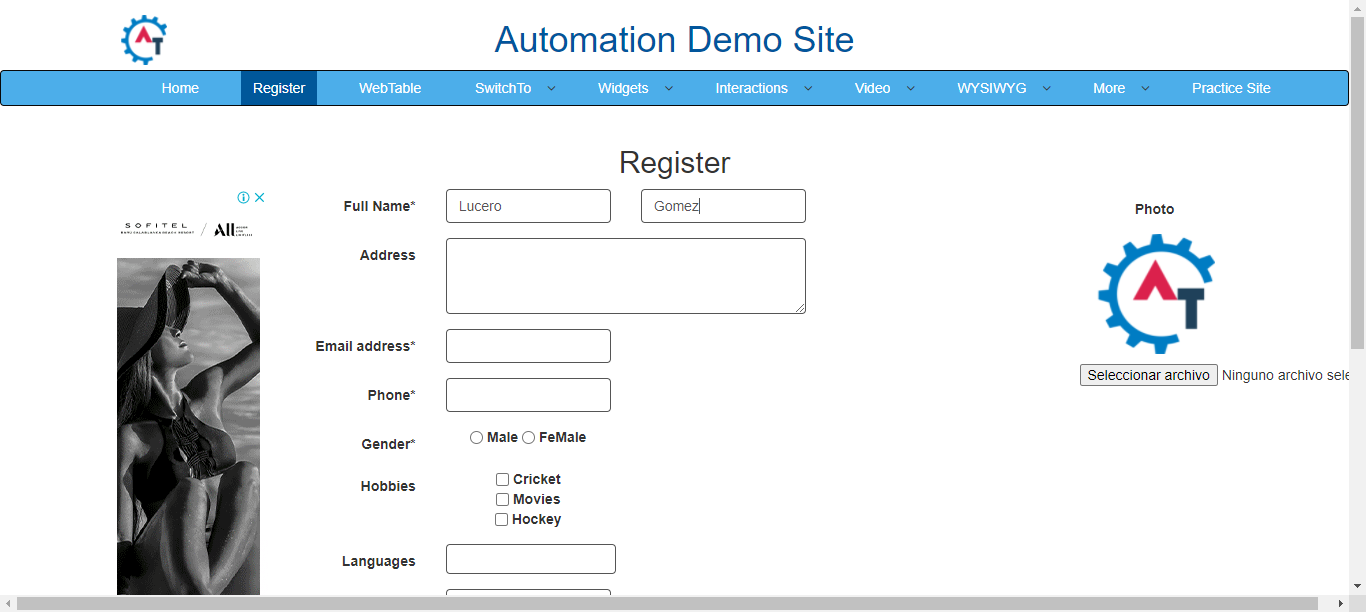 Automation Demo Site
Home Register WebTable SwitchTo Widgets Interactions Video WYSIWYG More Practice Site
Register
Full Name* Lucero Gomez
Photo
SOFITEL / All
Address
Email address*
Seleccionar archivo Ninguno archivo sele
Phone*
Gender* Male FeMale
Hobbies Cricket
Movies
Hockey
Languages